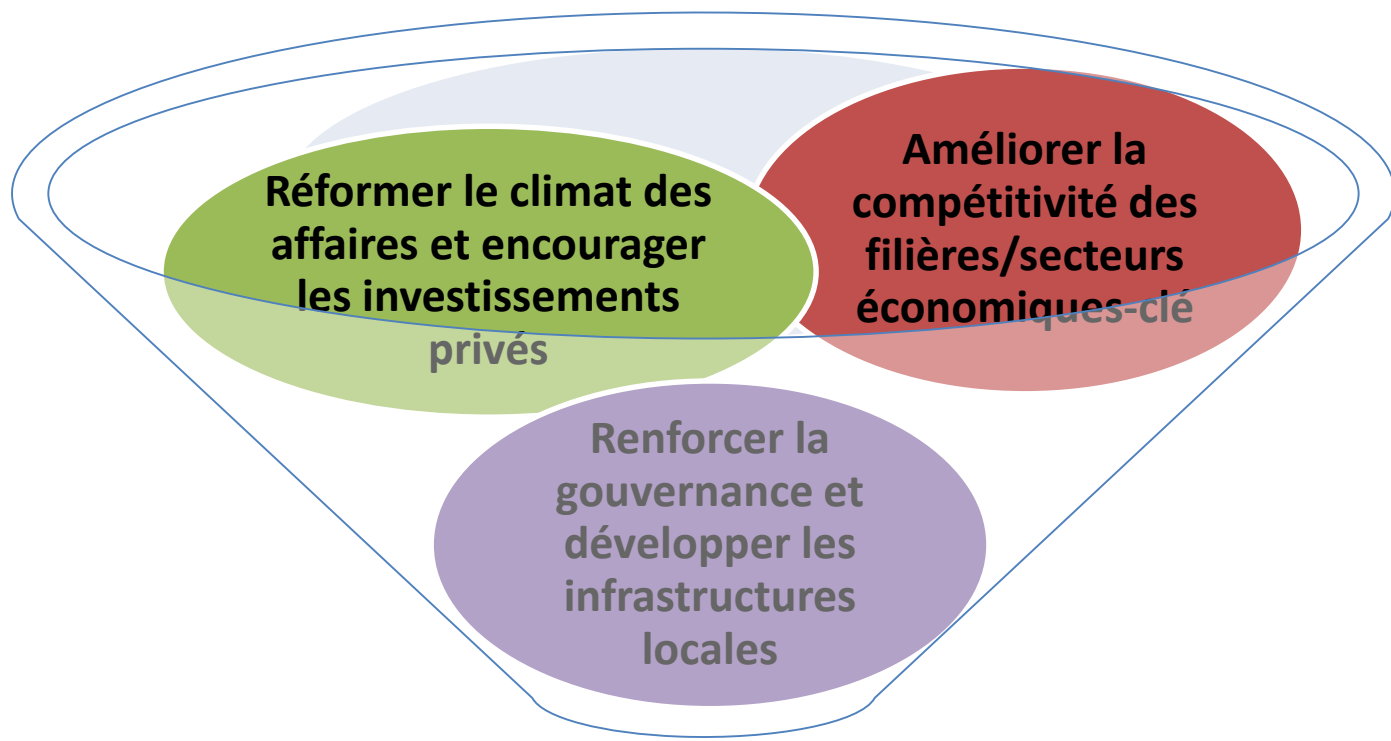 Réformer le climat des
affaires et encourager
les investissements
privés
Améliorer la
compétitivité des
filières/secteurs
économiques-clé
Renforcer la
gouvernance et
développer les
infrastructures
locales